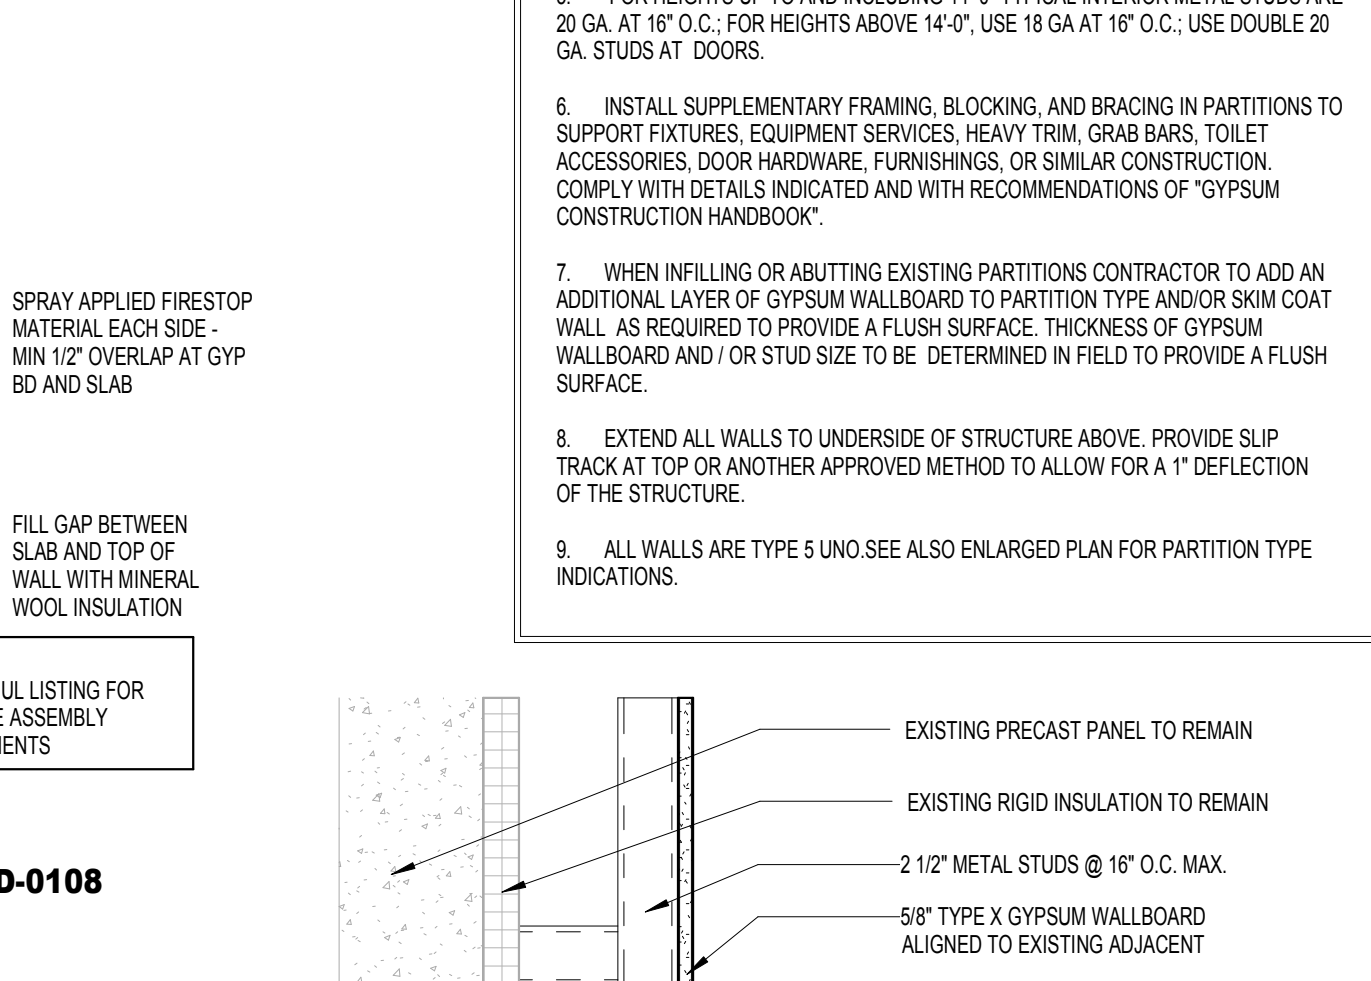 20 GA. AT 16" O.C.; FOR HEIGHTS ABOVE 14'-0", USE 18 GA AT 16" O.C.; USE DOUBLE 20
GA. STUDS AT DOORS.
6. INSTALL SUPPLEMENTARY FRAMING, BLOCKING, AND BRACING IN PARTITIONS TO
SUPPORT FIXTURES, EQUIPMENT SERVICES, HEAVY TRIM, GRAB BARS, TOILET
ACCESSORIES, DOOR HARDWARE, FURNISHINGS, OR SIMILAR CONSTRUCTION.
COMPLY WITH DETAILS INDICATED AND WITH RECOMMENDATIONS OF "GYPSUM
CONSTRUCTION HANDBOOK".
7. WHEN INFILLING OR ABUTTING EXISTING PARTITIONS CONTRACTOR TO ADD AN
ADDITIONAL LAYER OF GYPSUM WALLBOARD TO PARTITION TYPE AND/OR SKIM COAT
WALL AS REQUIRED TO PROVIDE A FLUSH SURFACE. THICKNESS OF GYPSUM
WALLBOARD AND / OR STUD SIZE TO BE DETERMINED IN FIELD TO PROVIDE A FLUSH
SURFACE.
8. EXTEND ALL WALLS TO UNDERSIDE OF STRUCTURE ABOVE. PROVIDE SLIP
TRACK AT TOP OR ANOTHER APPROVED METHOD TO ALLOW FOR A 1" DEFLECTION
OF THE STRUCTURE.
9. ALL WALLS ARE TYPE 5 UNO.SEE ALSO ENLARGED PLAN FOR PARTITION TYPE
INDICATIONS.
SPRAY APPLIED FIRESTOP
MATERIAL EACH SIDE -
MIN 1/2" OVERLAP AT GYP
BD AND SLAB
FILL GAP BETWEEN
SLAB AND TOP OF
WALL WITH MINERAL
WOOL INSULATION
UL LISTING FOR
E ASSEMBLY
MENTS
D-0108
EXISTING PRECAST PANEL TO REMAIN
EXISTING RIGID INSULATION TO REMAIN
2 1/2" METAL STUDS @ 16" O.C. MAX.
5/8" TYPE X GYPSUM WALLBOARD
ALIGNED TO EXISTING ADJACENT